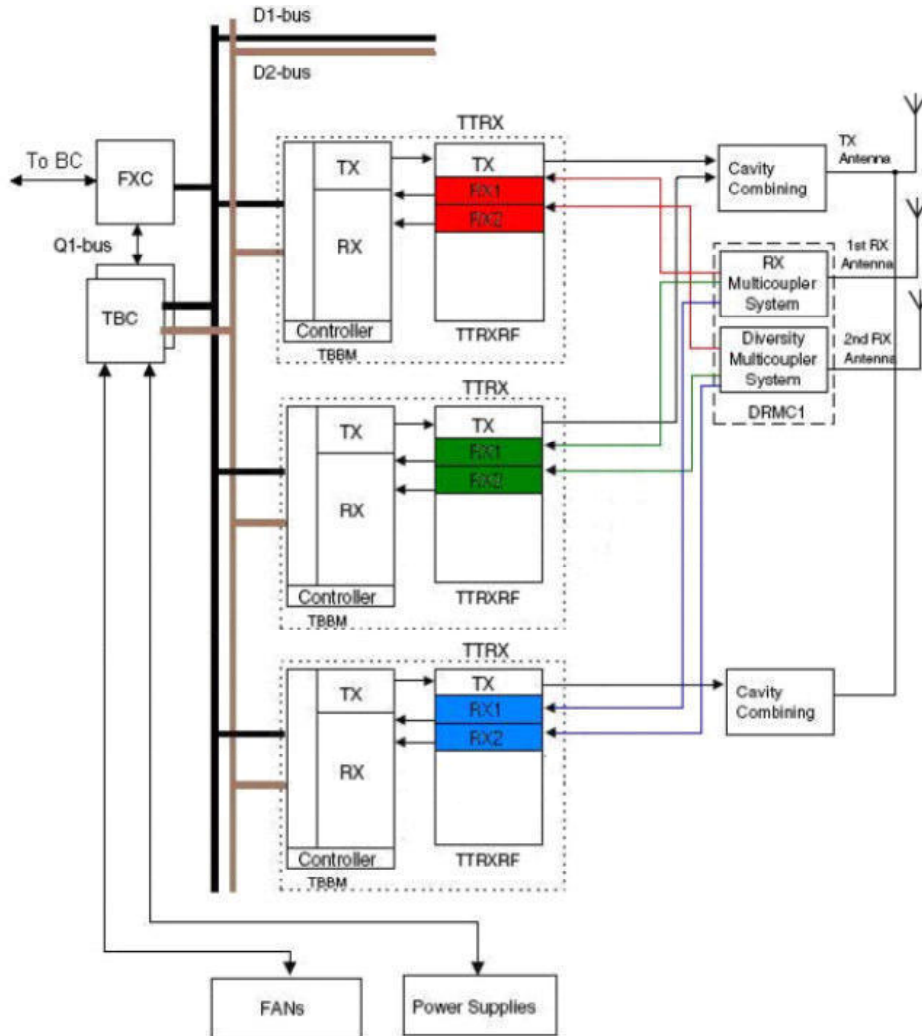 D1-bus
D2-bus
To BC
FXC
Q1-bus
TBC
TTRX
TX
RX
Controller
TBBM
TX
RX1
RX2
TTRXRF
Cavity
Combining
TX
Antenna
RX
Multicoupler
System
1st RX
Antenna
Diversity
Multicoupler
System
2nd RX
Antenna
DRMC1
TTRX
TX
RX
Controller
TBBM
TX
RX1
RX2
TTRXRF
TTRX
TX
RX
Controller
TBBM
TX
RX1
RX2
TTRXRF
Cavity
Combining
FANs
Power Supplies